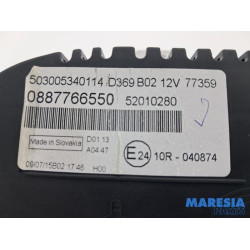 503005340114 D369 B02 12V 77359
0887766550 52010280
Made in Slovakia D01 13
A04.47
E24 10R - 040874
09/07/15B02 17:46 H00
MARESIA